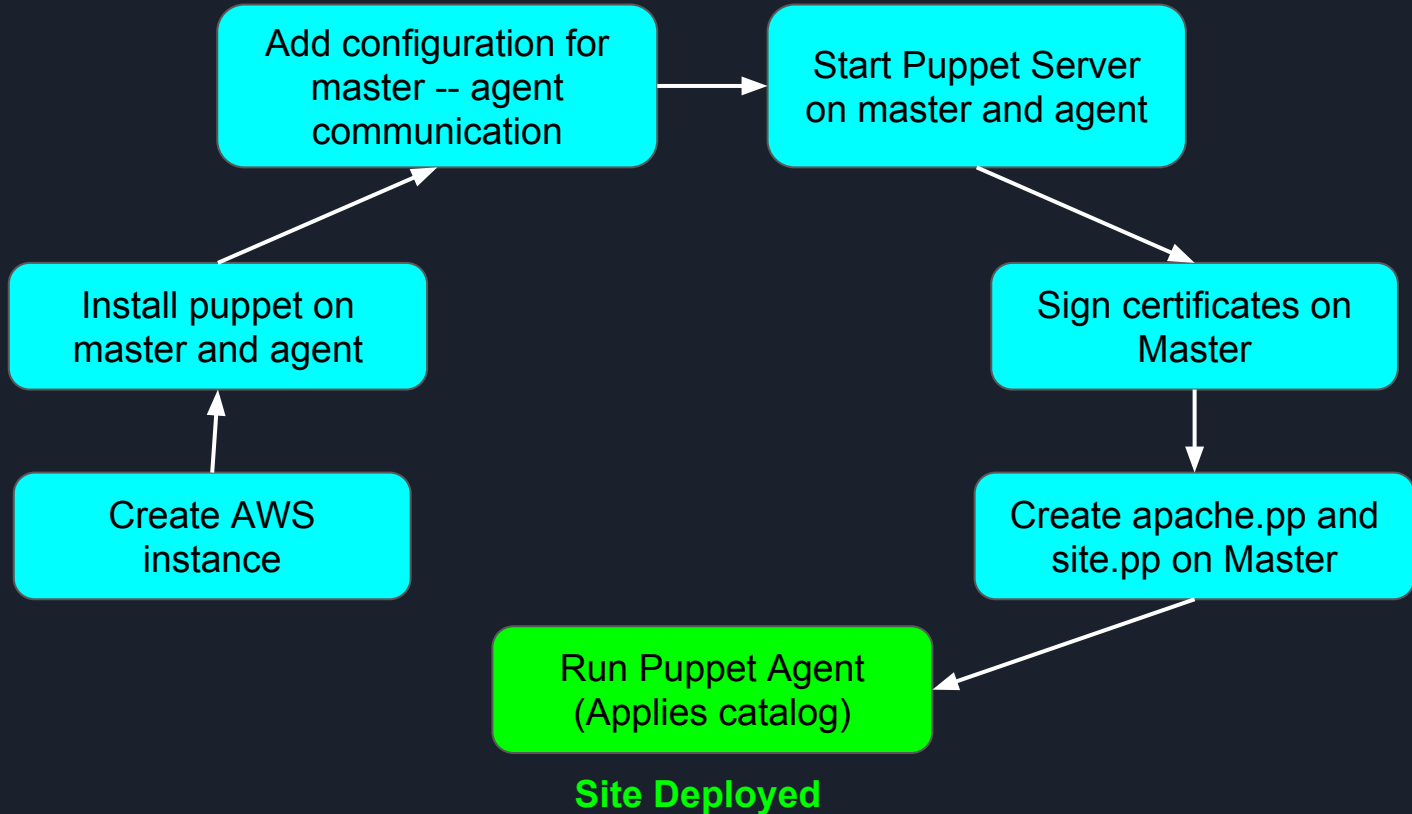 Add configuration for
master -- agent
communication
Start Puppet Server
on master and agent
Install puppet on
master and agent
Sign certificates on
Master
Create AWS
instance
Create apache.pp and
site.pp on Master
Run Puppet Agent
(Applies catalog)
Site Deployed